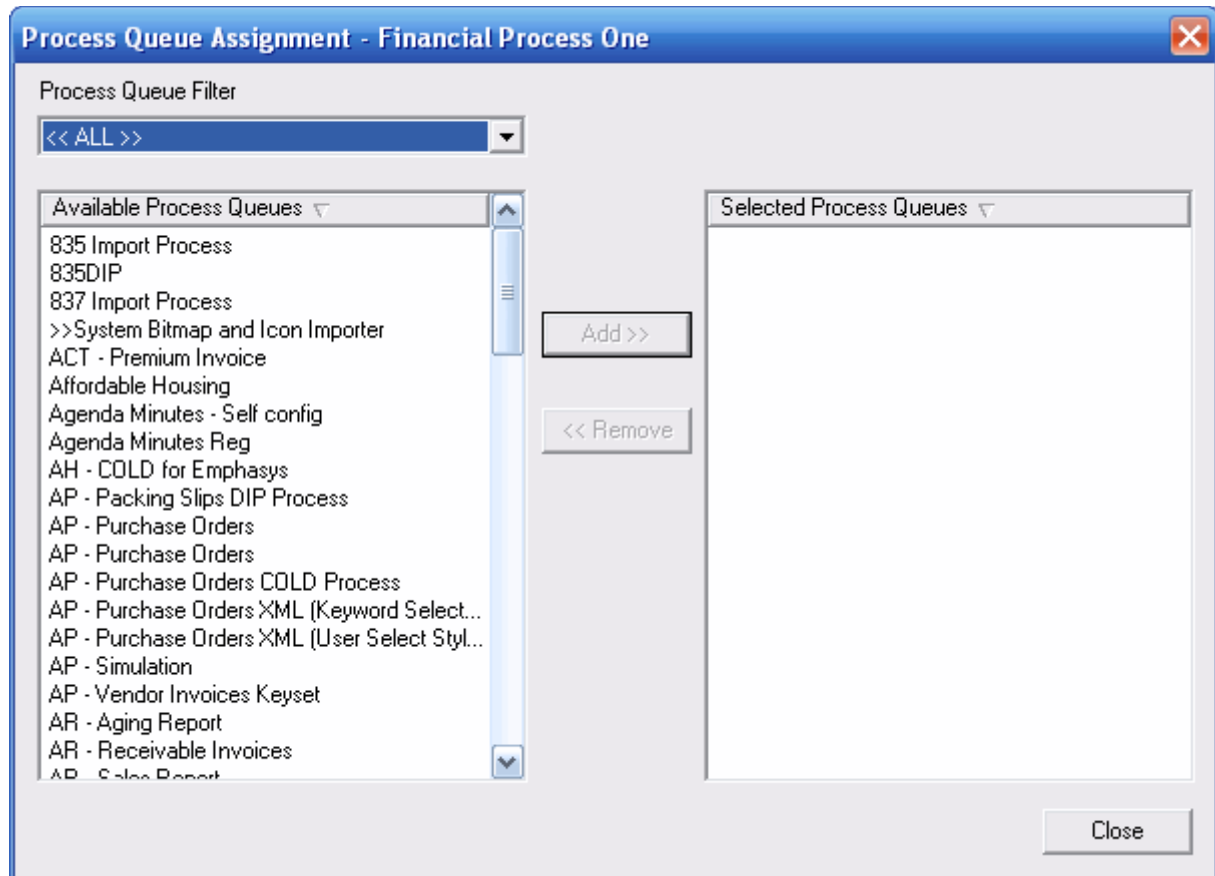 Process Queue Assignment - Financial Process One
Process Queue Filter
<< ALL >>
Available Process Queues
835 Import Process
835DIP
837 Import Process
>>System Bitmap and Icon Importer
ACT - Premium Invoice
Affordable Housing
Agenda Minutes - Self config
Agenda Minutes Reg
AH - COLD for Emphasys
AP - Packing Slips DIP Process
AP - Purchase Orders
AP - Purchase Orders
AP - Purchase Orders COLD Process
AP - Purchase Orders XML (Keyword Select...
AP - Purchase Orders XML (User Select Styl...
AP - Simulation
AP - Vendor Invoices Keyset
AR - Aging Report
AR - Receivable Invoices
AR - Sales Report
Add >>
<< Remove
Selected Process Queues
Close